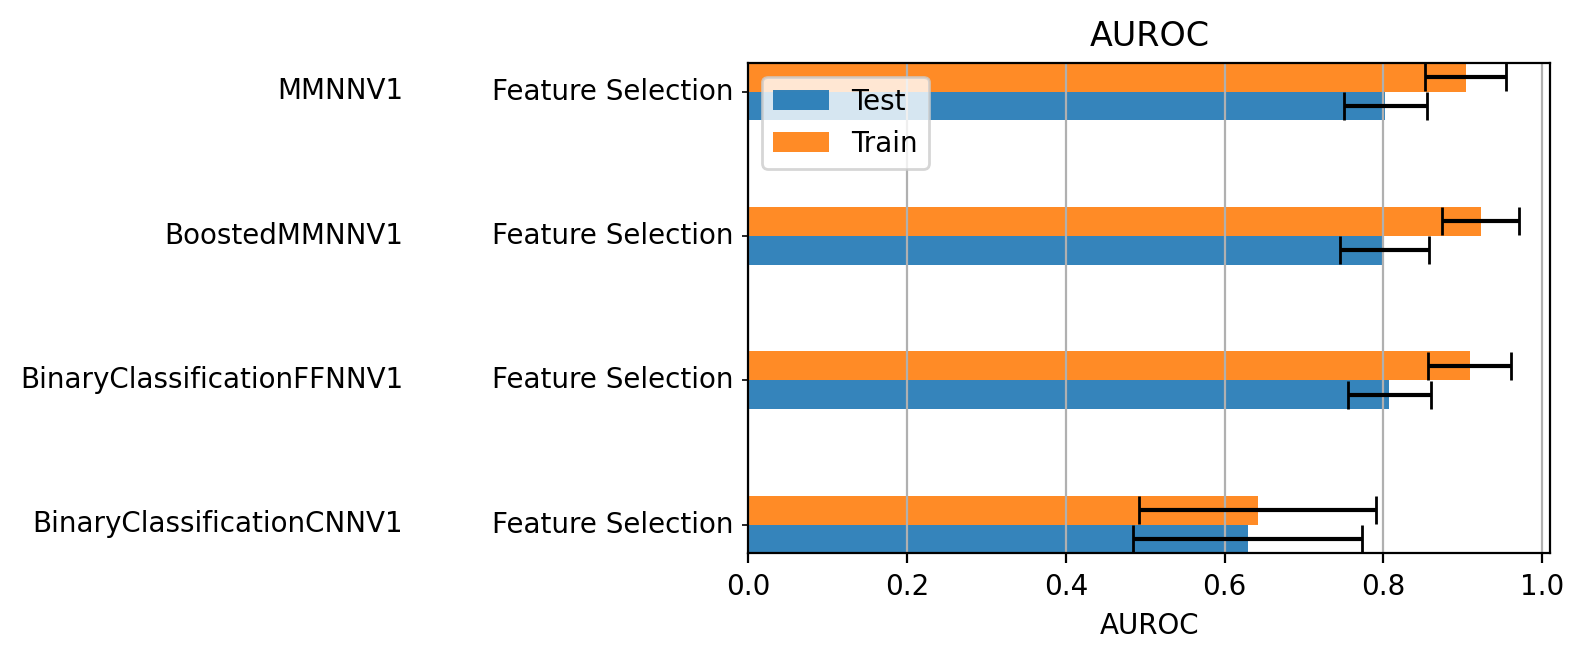 AUROC
MMNNV1 Feature Selection
Test
Train
BoostedMMNNV1 Feature Selection
BinaryClassificationFFNNV1 Feature Selection
BinaryClassificationCNNV1 Feature Selection
0.0 0.2 0.4 0.6 0.8 1.0
AUROC